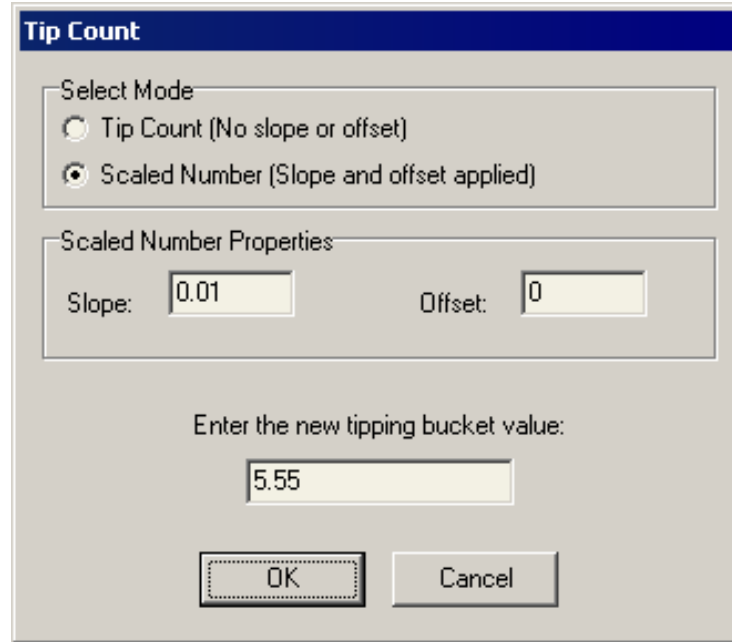 Tip Count
Select Mode
Tip Count (No slope or offset)
Scaled Number (Slope and offset applied)
Scaled Number Properties
Slope: 0.01 Offset: 0
Enter the new tipping bucket value:
5.55
OK Cancel